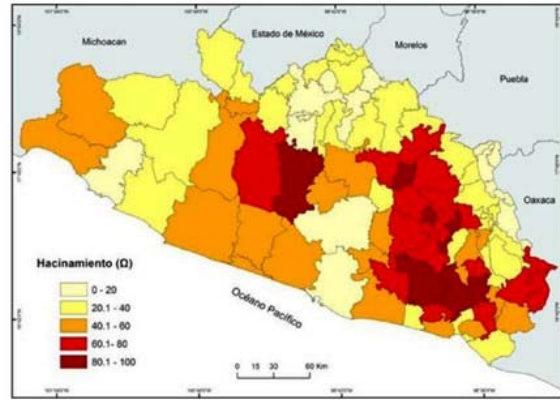 Michoacan
Estado de México
Morelos
Puebla
Oaxaca
Océano Pacífico
Hacinamiento (Ω)
0 - 20
20.1 - 40
40.1 - 60
60.1- 80
80.1 - 100
0 15 30 60 Km